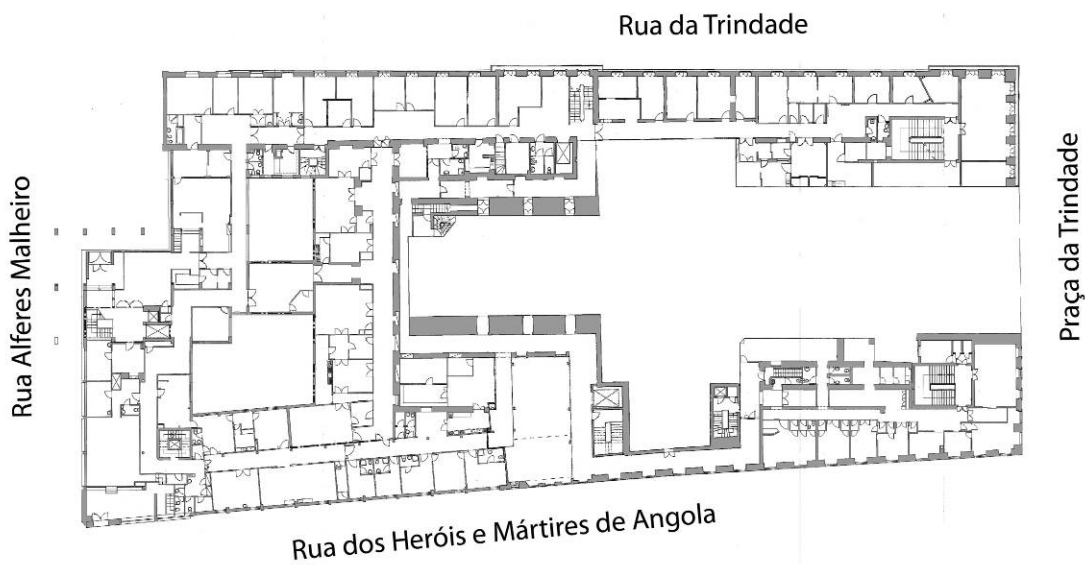 Rua da Trindade
Rua Alferes Malheiro
Praça da Trindade
Rua dos Heróis e Mártires de Angola